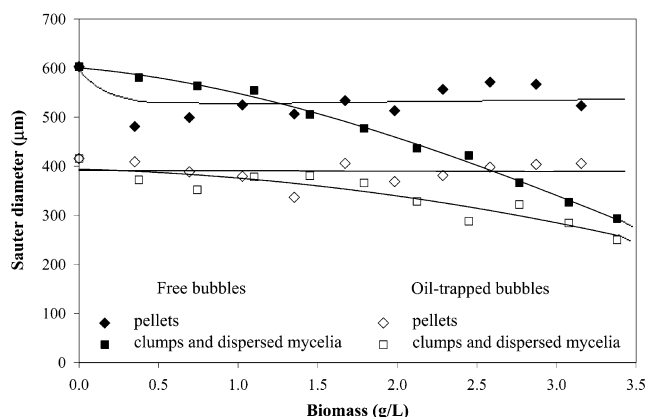 700
600
500
400
300
200
100
0
Sauter diameter (μm)
Free bubbles
Oil-trapped bubbles
pellets
pellets
clumps and dispersed mycelia
clumps and dispersed mycelia
0.0 0.5 1.0 1.5 2.0 2.5 3.0 3.5
Biomass (g/L)